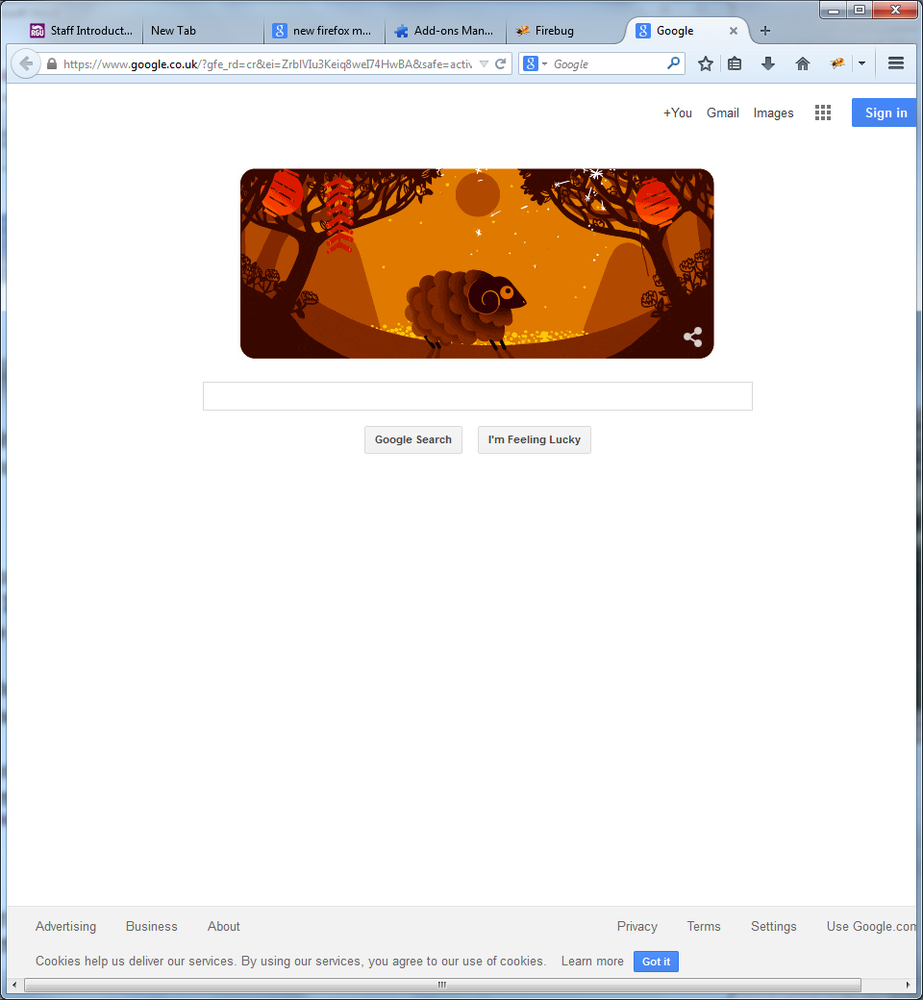 Staff Introduct... New Tab new firefox m... Add-ons Man... Firebug Google
https://www.google.co.uk/?gfe_rd=cr&ei=ZrblVIu3Keiq8weI74HwBA&safe=activ Google
+You Gmail Images Sign in
Google Search I'm Feeling Lucky
Advertising Business About Privacy Terms Settings Use Google.com
Cookies help us deliver our services. By using our services, you agree to our use of cookies. Learn more Got it